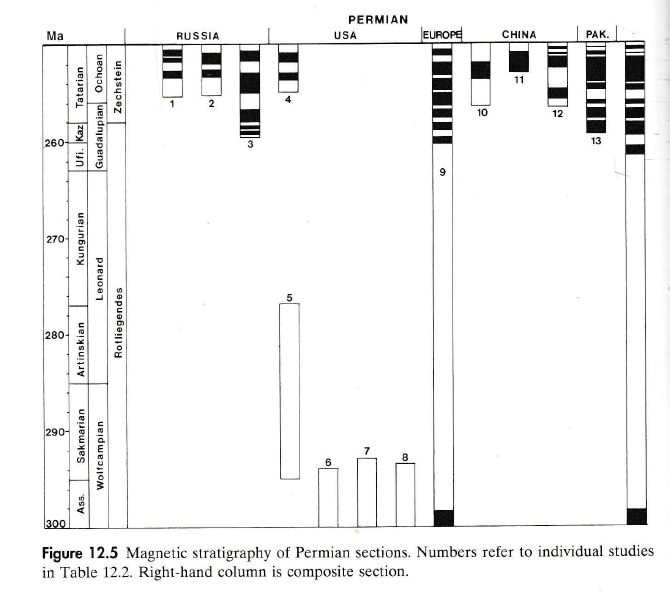 PERMIAN
Ma RUSSIA USA EUROPE CHINA PAK.
Tatarian
Ochoan
Zechstein
1
2
3
4
10
11
12
13
Kaz
Ufi.
Guadalupian
260
9
270
Kungurian
Leonard
Rotliegendes
5
280
Artinskian
290
Sakmarian
Wolfcampian
6
7
8
Ass.
300
Figure 12.5 Magnetic stratigraphy of Permian sections. Numbers refer to individual studies
in Table 12.2. Right-hand column is composite section.